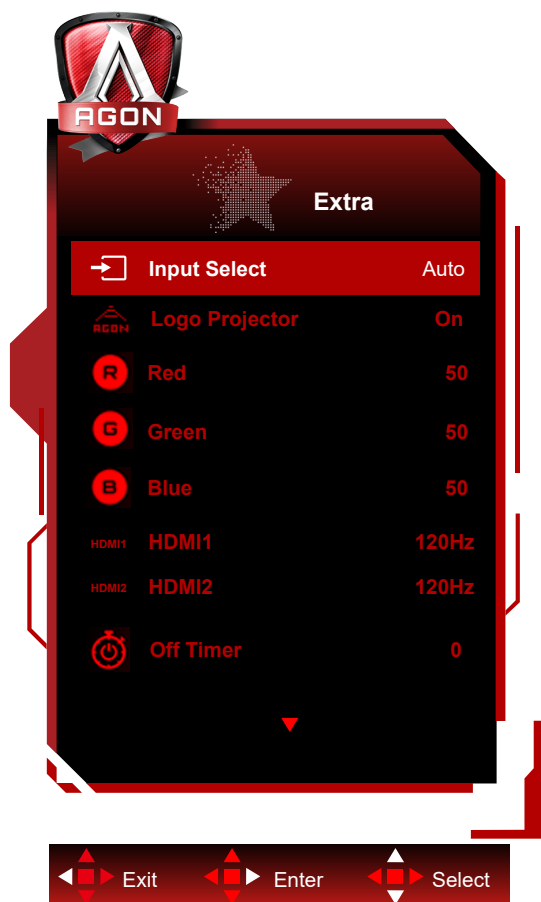 AGON
Extra
Input Select Auto
AGON Logo Projector On
R Red 50
G Green 50
B Blue 50
HDMI1 HDMI1 120Hz
HDMI2 HDMI2 120Hz
Off Timer 0
Exit Enter Select